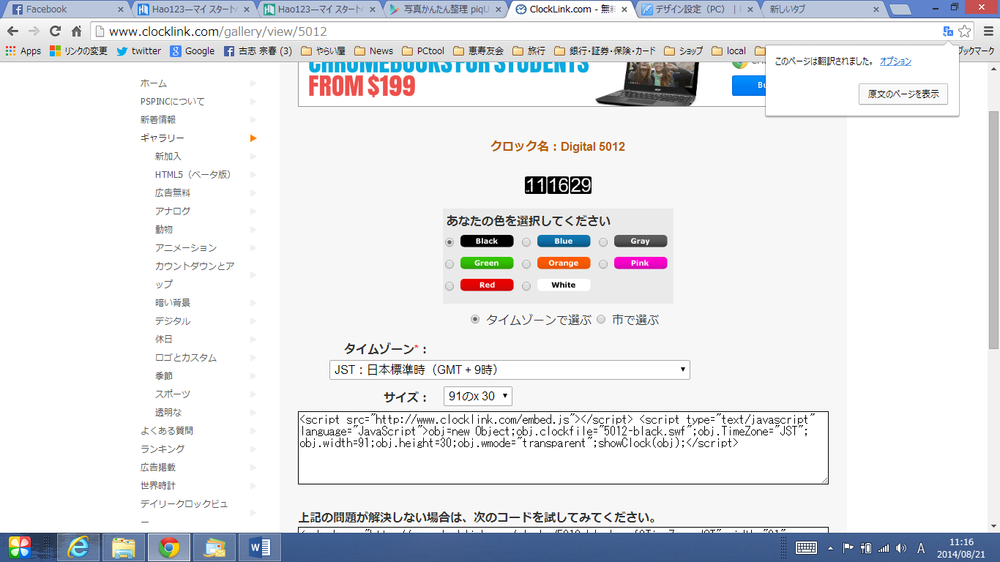 Facebook
Hao123—マイ スタート
Hao123—マイ スタート
写真かんたん整理 piqU
ClockLink.com - 無料
デザイン設定（PC）
新しいタブ
www.clocklink.com/gallery/view/5012
Apps リンクの変更 twitter Google 古志 宗春 (3) やらい屋 News PCtool 恵寿友会 旅行 銀行・証券・保険・カード ショップ local ブックマーク
このページは翻訳されました。 オプション
原文のページを表示
CHROMEBOOKS FOR STUDENTS
FROM $199
ホーム
PSPINCについて
新着情報
ギャラリー
新加入
HTML5（ベータ版）
広告無料
アナログ
動物
アニメーション
カウントダウンとア
ップ
暗い背景
デジタル
休日
ロゴとカスタム
季節
スポーツ
透明な
よくある質問
ランキング
広告掲載
世界時計
デイリークロックビュ
ー
クロック名：Digital 5012
11 16 29
あなたの色を選択してください
Black Blue Gray
Green Orange Pink
Red White
タイムゾーンで選ぶ 市で選ぶ
タイムゾーン*：
JST：日本標準時（GMT + 9時）
サイズ： 91のx 30
<script src="http://www.clocklink.com/embed.js"></script> <script type="text/javascript"
language="JavaScript">obj=new Object;obj.clockfile="5012-black.swf";obj.TimeZone="JST";
obj.width=91;obj.height=30;obj.wmode="transparent";showClock(obj);</script>
上記の問題が解決しない場合は、次のコードを試してみてください。
A 11:16
2014/08/21